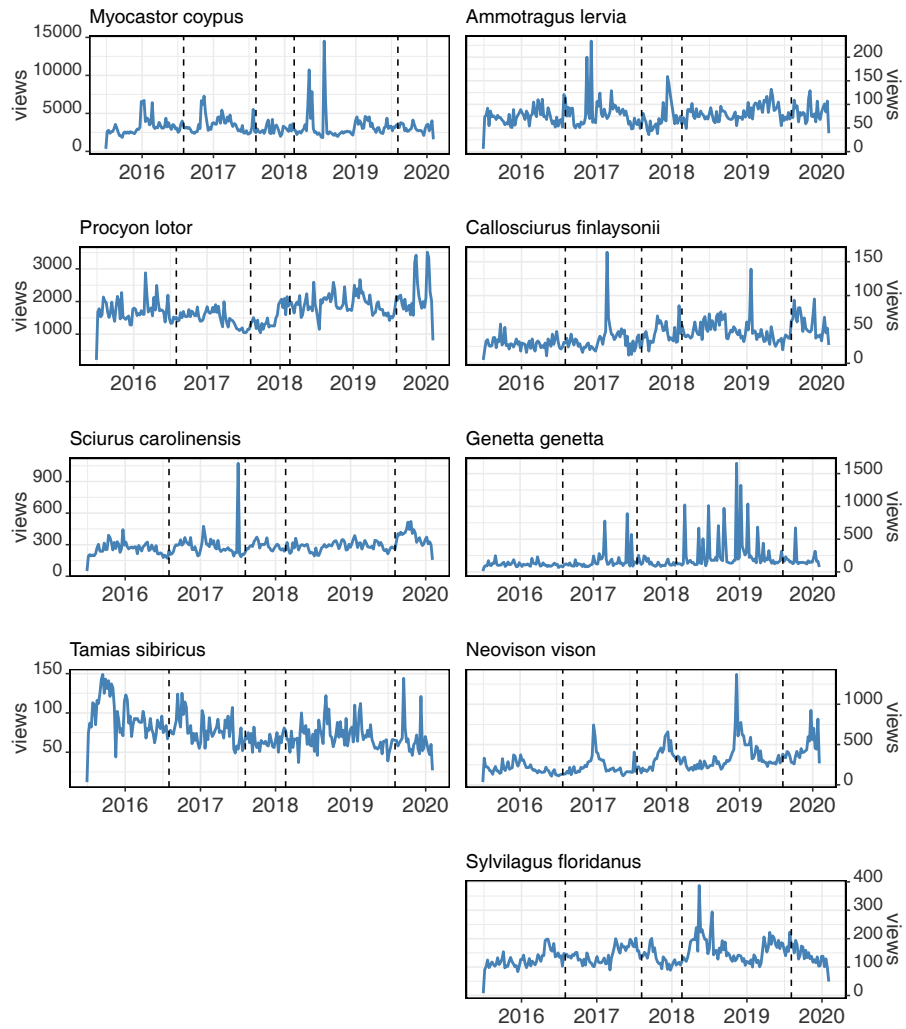 Myocastor coypus
15000
10000
5000
0
views
2016 2017 2018 2019 2020
Ammotragus lervia
200
150
100
50
0
views
2016 2017 2018 2019 2020
Procyon lotor
3000
2000
1000
views
2016 2017 2018 2019 2020
Callosciurus finlaysonii
150
100
50
0
views
2016 2017 2018 2019 2020
Sciurus carolinensis
900
600
300
0
views
2016 2017 2018 2019 2020
Genetta genetta
1500
1000
500
0
views
2016 2017 2018 2019 2020
Tamias sibiricus
150
100
50
views
2016 2017 2018 2019 2020
Neovison vison
1000
500
0
views
2016 2017 2018 2019 2020
Sylvilagus floridanus
400
300
200
100
0
views
2016 2017 2018 2019 2020